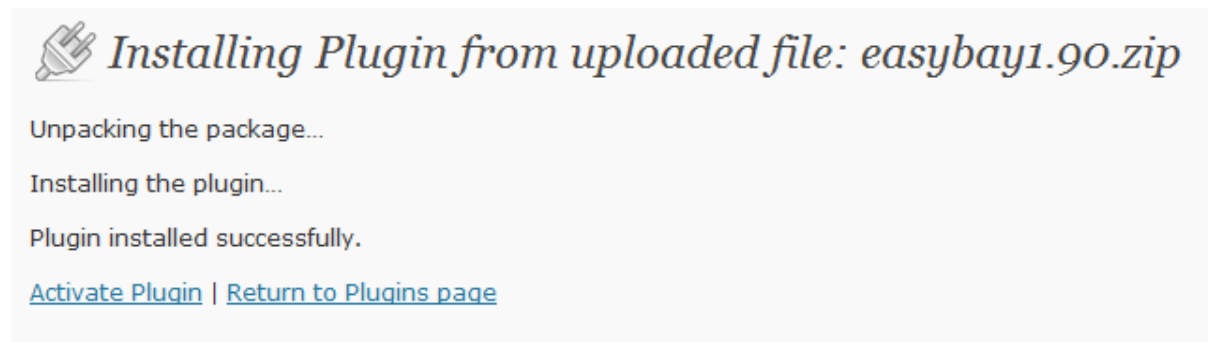 Installing Plugin from uploaded file: easybay1.90.zip
Unpacking the package...
Installing the plugin...
Plugin installed successfully.
Activate Plugin | Return to Plugins page